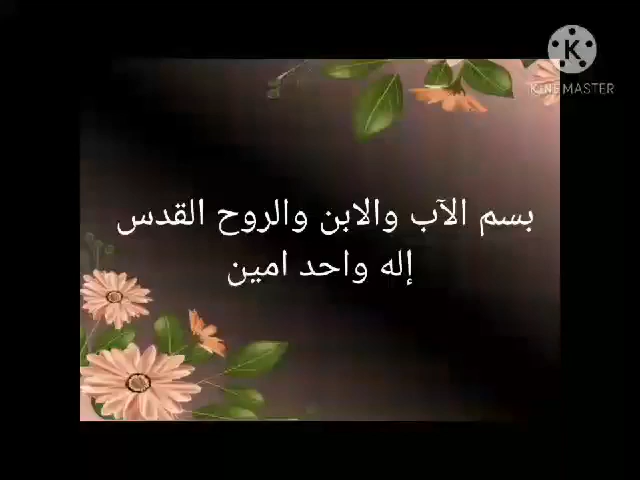 KINEMASTER
بسم الآب والابن والروح القدس
إله واحد امين